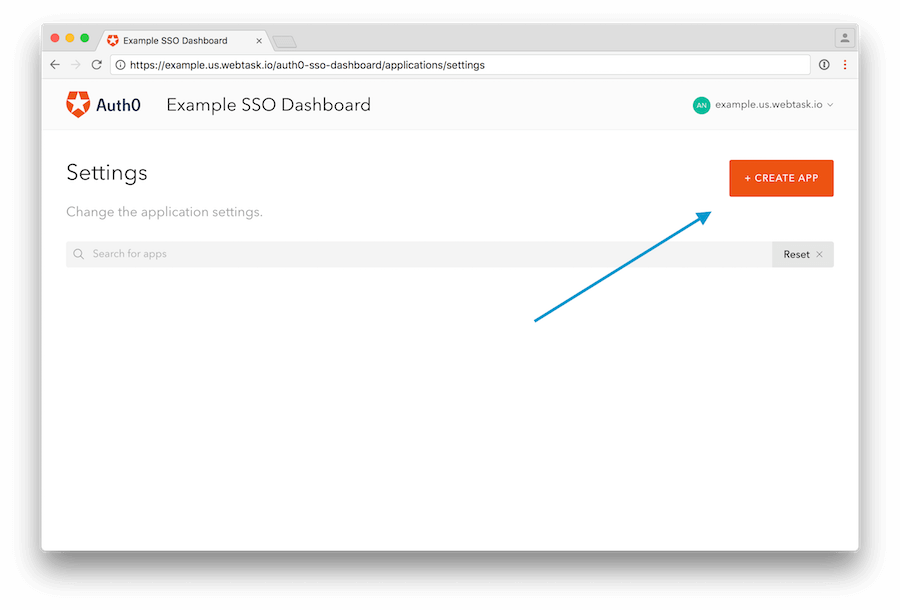 Example SSO Dashboard
https://example.us.webtask.io/auth0-sso-dashboard/applications/settings
Auth0 Example SSO Dashboard AN example.us.webtask.io
Settings
+ CREATE APP
Change the application settings.
Search for apps Reset